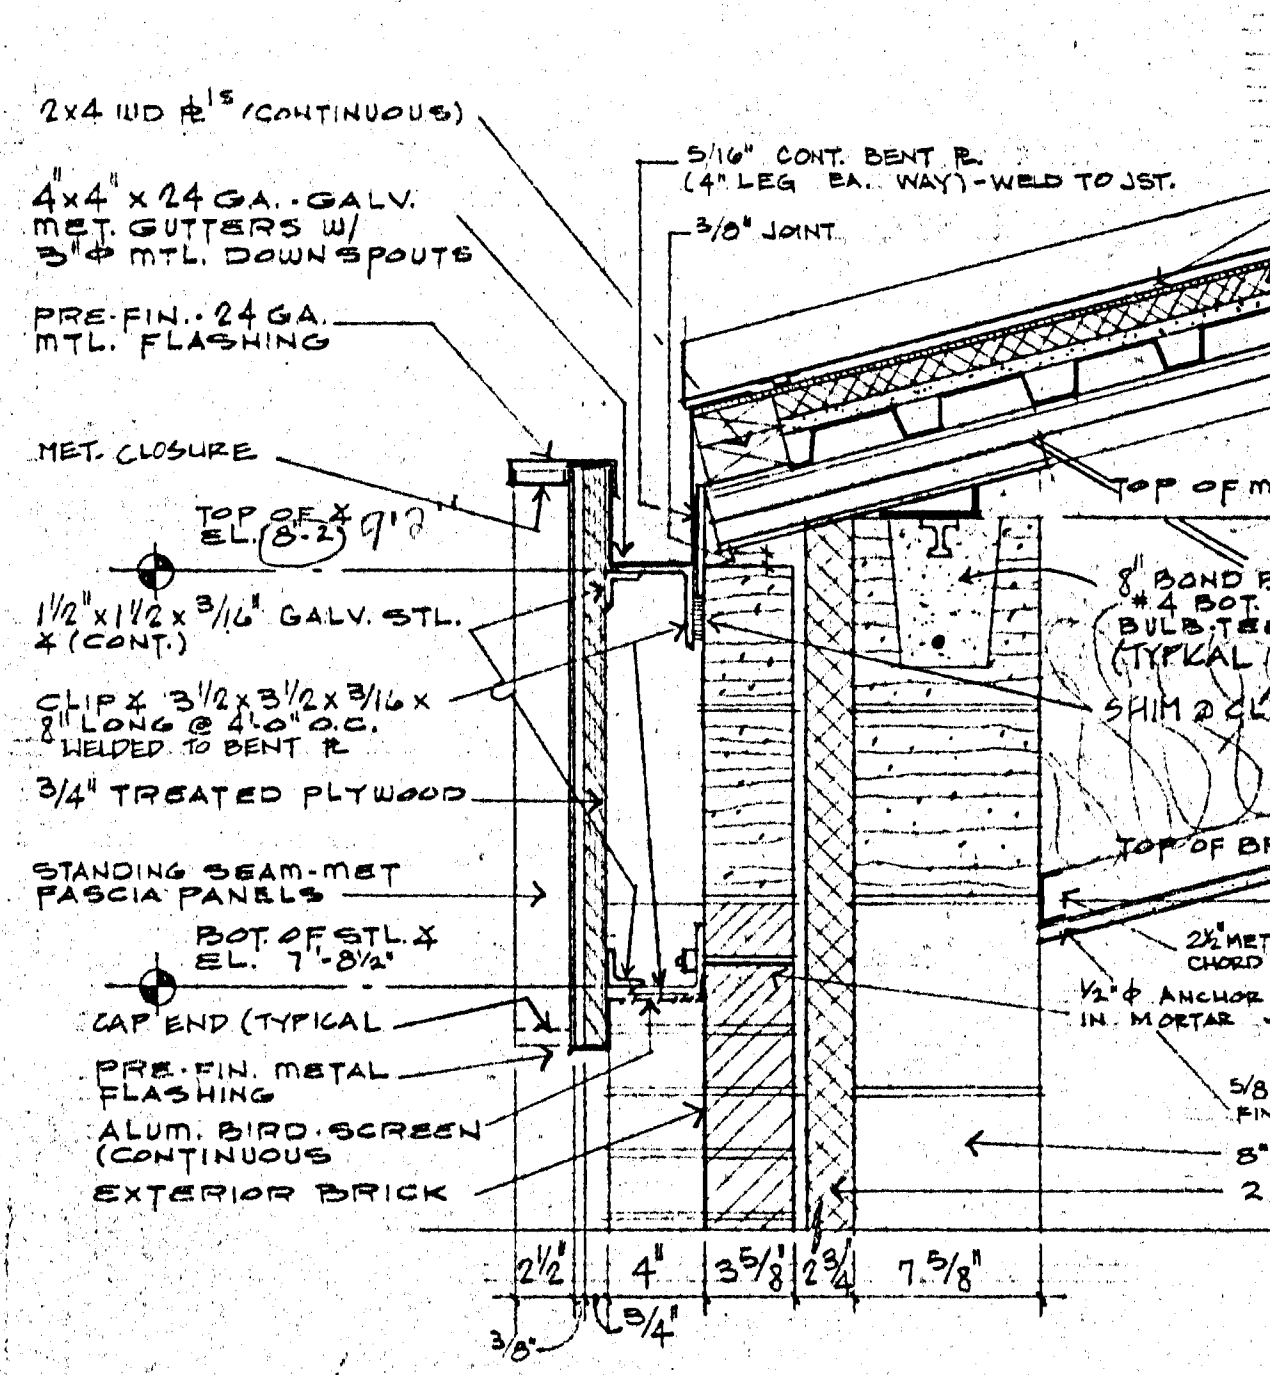 2x4 WD ℄'S (CONTINUOUS)
4"x4" x 24 GA. - GALV.
MET. GUTTERS W/
3"φ MTL. DOWNSPOUTS
PRE-FIN. - 24 GA.
MTL. FLASHING
MET. CLOSURE
TOP OF ∡
EL. (8-2) 9'2"
1 1/2" x 1 1/2 x 3/16" GALV. STL.
∡ (CONT.)
CLIP ∡ 3 1/2 x 3 1/2 x 3/16 x
8" LONG @ 4'-0" O.C.
WELDED TO BENT PL
3/4" TREATED PLYWOOD
STANDING SEAM-MET
FASCIA PANELS
BOT. OF STL. ∡
EL. 7'-8 1/2"
CAP END (TYPICAL
PRE-FIN. METAL
FLASHING
ALUM. BIRD-SCREEN
(CONTINUOUS
EXTERIOR BRICK
5/16" CONT. BENT PL.
(4" LEG EA. WAY) - WELD TO JST.
3/8" JOINT
TOP OF M
8" BOND B
#4 BOT.
BULB-TEE
(TYPICAL
SHIM @ CL
TOP OF B
2 1/2" MET
CHORD
1/2" φ ANCHOR
IN MORTAR
5/8
FIN
8"
2
2 1/2" 4" 3 5/8" 2 3/4 7 5/8"
3/8" 3/4"